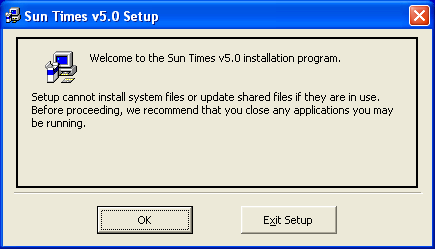 Sun Times v5.0 Setup
Welcome to the Sun Times v5.0 installation program.
Setup cannot install system files or update shared files if they are in use.
Before proceeding, we recommend that you close any applications you may
be running.
OK
Exit Setup